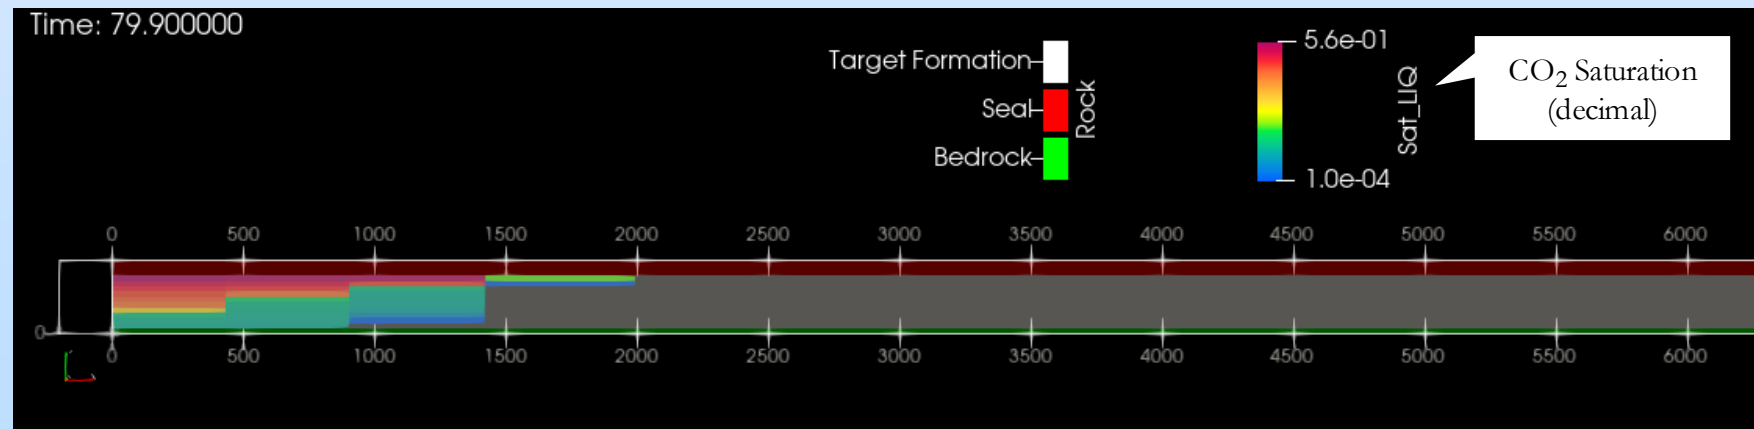 Time: 79.900000
Target Formation
Seal
Bedrock
Rock
5.6e-01
1.0e-04
Sat_LIQ
CO₂ Saturation
(decimal)
0 500 1000 1500 2000 2500 3000 3500 4000 4500 5000 5500 6000
0
0 500 1000 1500 2000 2500 3000 3500 4000 4500 5000 5500 6000